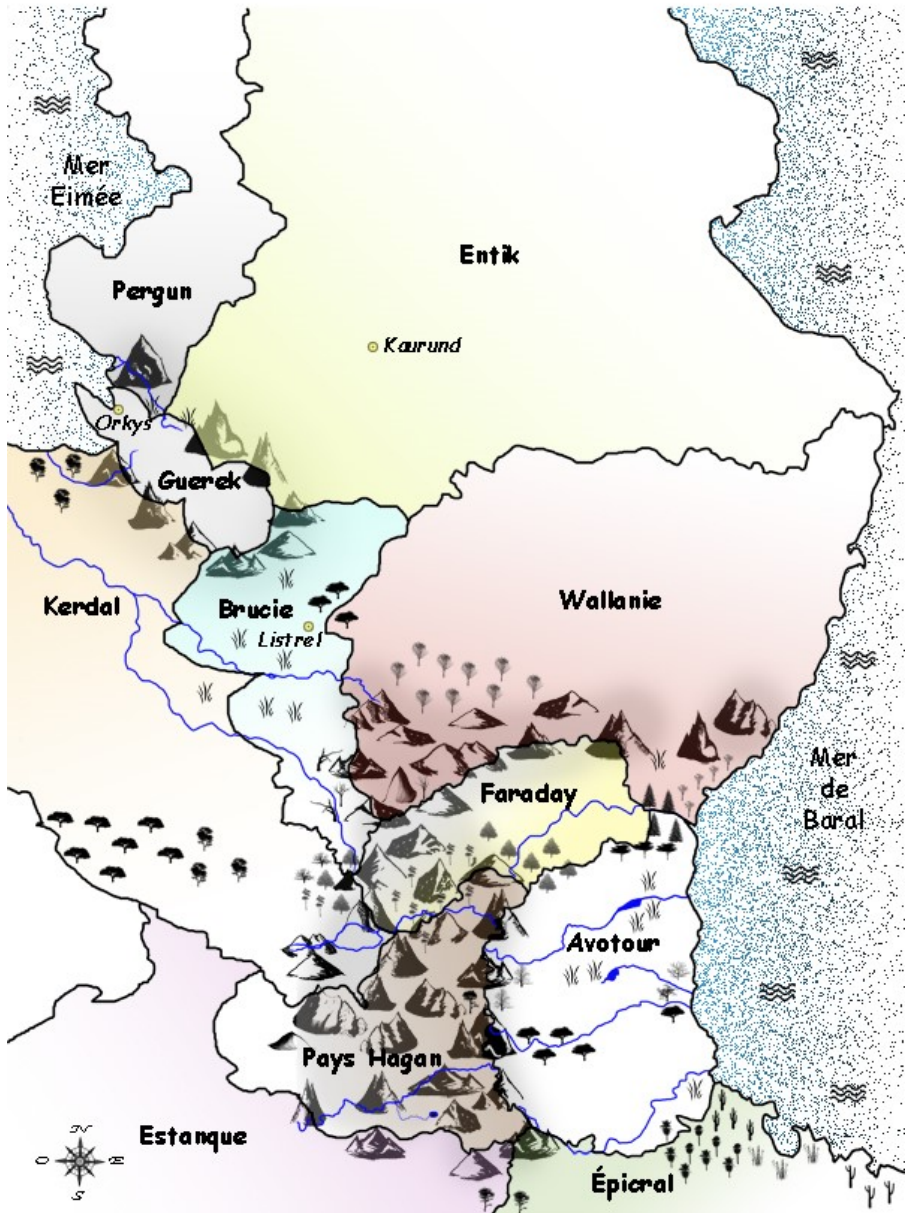 Mer
Eimée
Entik
Pergun
Kaurund
Orkys
Guerek
Kerdal
Brucie
Wallanie
Listrel
Mer
de
Baral
Faraday
Avotour
Pays Hagan
Estanque
Épicral
N
O
E
S